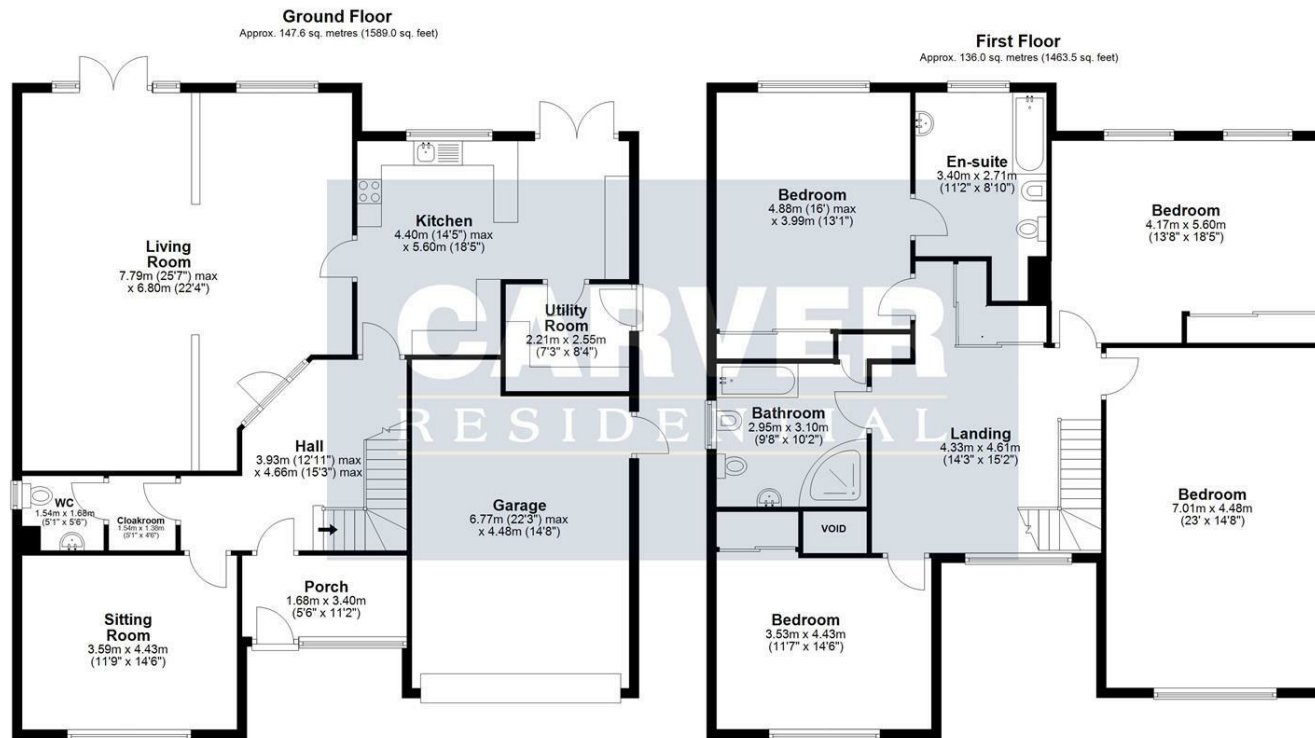 Ground Floor
Approx. 147.6 sq. metres (1589.0 sq. feet)
Living
Room
7.79m (25'7") max
x 6.80m (22'4")
Kitchen
4.40m (14'5") max
x 5.60m (18'5")
Utility
Room
2.21m x 2.55m
(7'3" x 8'4")
Hall
3.93m (12'11") max
x 4.66m (15'3") max
WC
1.54m x 1.68m
(5'1" x 5'6")
Cloakroom
1.54m x 1.38m
(5'1" x 4'6")
Garage
6.77m (22'3") max
x 4.48m (14'8")
Porch
1.68m x 3.40m
(5'6" x 11'2")
Sitting
Room
3.59m x 4.43m
(11'9" x 14'6")
First Floor
Approx. 136.0 sq. metres (1463.5 sq. feet)
Bedroom
4.88m (16') max
x 3.99m (13'1")
En-suite
3.40m x 2.71m
(11'2" x 8'10")
Bedroom
4.17m x 5.60m
(13'8" x 18'5")
Bathroom
2.95m x 3.10m
(9'8" x 10'2")
Landing
4.33m x 4.61m
(14'3" x 15'2")
VOID
Bedroom
7.01m x 4.48m
(23' x 14'8")
Bedroom
3.53m x 4.43m
(11'7" x 14'6")
CARVER
RESIDENTIAL